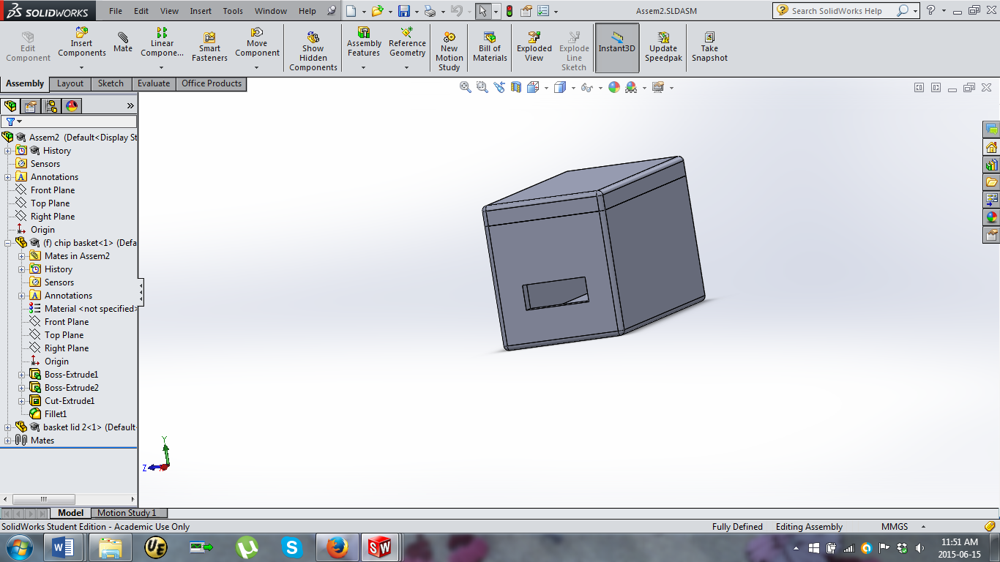 SOLIDWORKS File Edit View Insert Tools Window Help Assem2.SLDASM Search SolidWorks Help
Edit Component
Insert Components
Mate
Linear Compone...
Smart Fasteners
Move Component
Show Hidden Components
Assembly Features
Reference Geometry
New Motion Study
Bill of Materials
Exploded View
Explode Line Sketch
Instant3D
Update Speedpak
Take Snapshot
Assembly Layout Sketch Evaluate Office Products
Assem2 (Default<Display St
History
Sensors
Annotations
Front Plane
Top Plane
Right Plane
Origin
(f) chip basket<1> (Defa
Mates in Assem2
History
Sensors
Annotations
Material <not specified>
Front Plane
Top Plane
Right Plane
Origin
Boss-Extrude1
Boss-Extrude2
Cut-Extrude1
Fillet1
basket lid 2<1> (Default
Mates
Y
Z
Model Motion Study 1
SolidWorks Student Edition - Academic Use Only Fully Defined Editing Assembly MMGS
W UE S SW 11:51 AM
2015-06-15